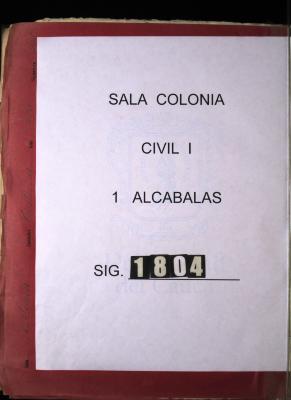 SALA COLONIA
CIVIL I
1 ALCABALAS
SIG. 1804